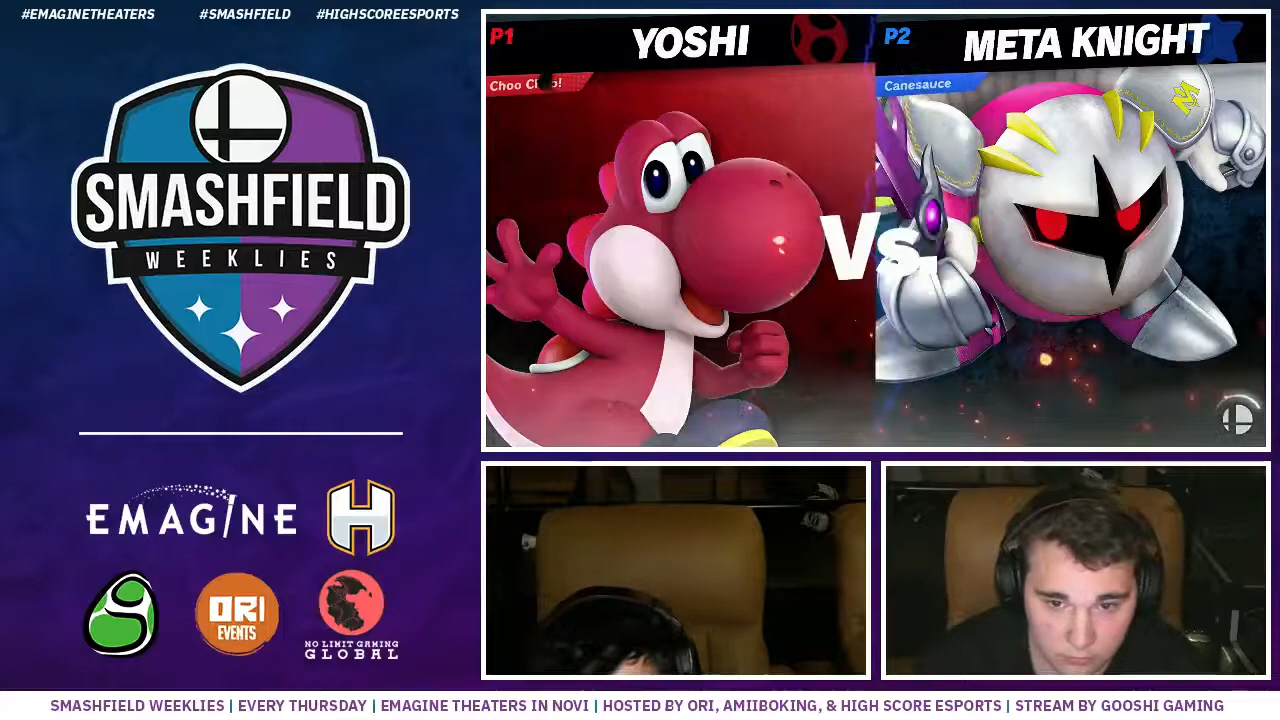 #EMAGINETHEATERS #SMASHFIELD #HIGHSCOREESPORTS
SMASHFIELD
WEEKLIES
EMAGINE H
S ORI
EVENTS
NO LIMIT GAMING
GLOBAL
P1 YOSHI
Choo
P2 META KNIGHT
Canesauce
VS.
SMASHFIELD WEEKLIES | EVERY THURSDAY | EMAGINE THEATERS IN NOVI | HOSTED BY ORI, AMIIBOKING, & HIGH SCORE ESPORTS | STREAM BY GOOSHI GAMING